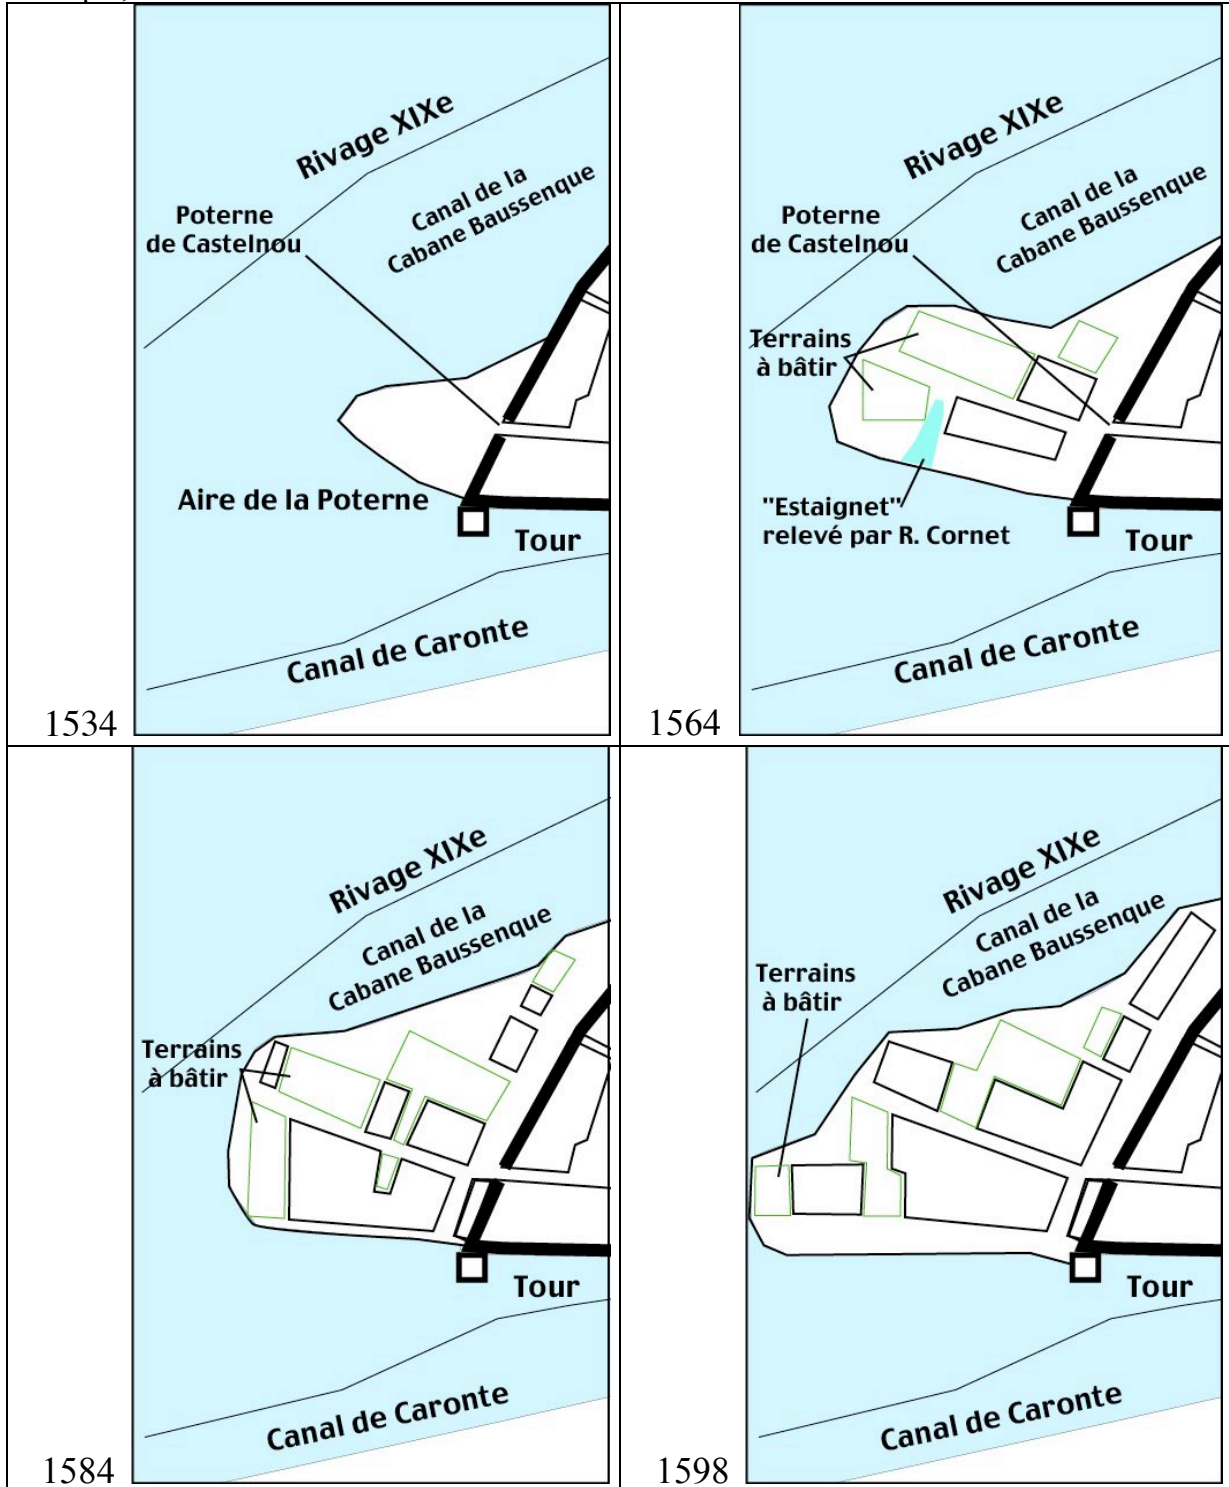 Rivage XIXe
Canal de la
Cabane Baussenque
Poterne
de Castelnou
Aire de la Poterne
Tour
Canal de Caronte
1534
Rivage XIXe
Canal de la
Cabane Baussenque
Poterne
de Castelnou
Terrains
à bâtir
"Estaignet"
relevé par R. Cornet
Tour
Canal de Caronte
1564
Rivage XIXe
Canal de la
Cabane Baussenque
Terrains
à bâtir
Tour
Canal de Caronte
1584
Rivage XIXe
Canal de la
Cabane Baussenque
Terrains
à bâtir
Tour
Canal de Caronte
1598